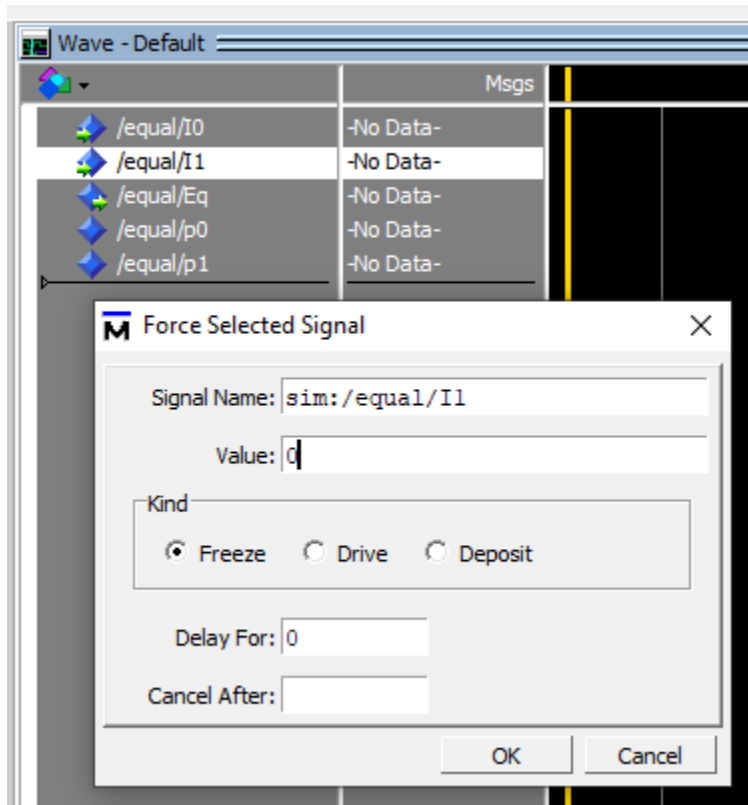 Wave - Default
Msgs
/equal/I0 -No Data-
/equal/I1 -No Data-
/equal/Eq -No Data-
/equal/p0 -No Data-
/equal/p1 -No Data-
M Force Selected Signal
Signal Name: sim:/equal/I1
Value: 0
Kind
Freeze Drive Deposit
Delay For: 0
Cancel After:
OK Cancel